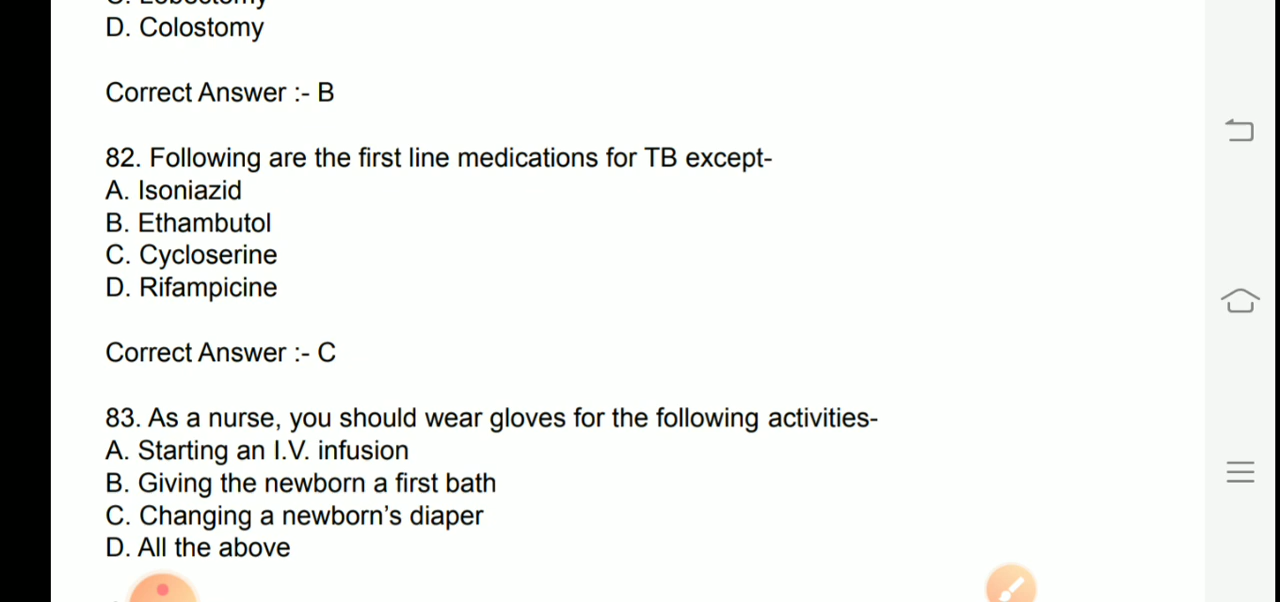 D. Colostomy
Correct Answer :- B
82. Following are the first line medications for TB except-
A. Isoniazid
B. Ethambutol
C. Cycloserine
D. Rifampicine
Correct Answer :- C
83. As a nurse, you should wear gloves for the following activities-
A. Starting an I.V. infusion
B. Giving the newborn a first bath
C. Changing a newborn’s diaper
D. All the above